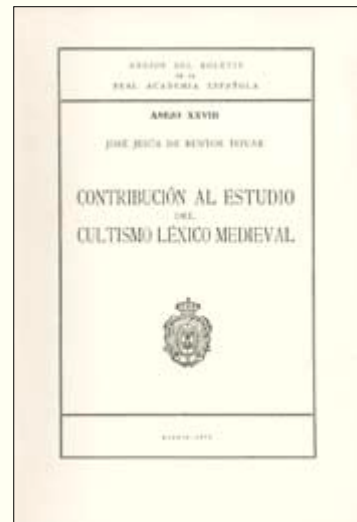 ANEJOS DEL BOLETÍN
DE LA
REAL ACADEMIA ESPAÑOLA
ANEJO XXVIII
JOSÉ JESÚS DE BUSTOS TOVAR
CONTRIBUCIÓN AL ESTUDIO
DEL
CULTISMO LÉXICO MEDIEVAL